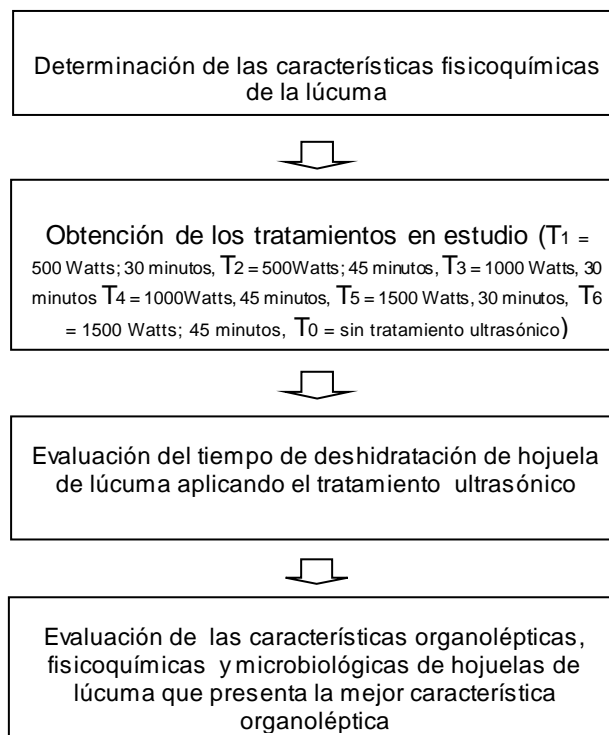 Determinación de las características fisicoquímicas
de la lúcuma
Obtención de los tratamientos en estudio (T1 =
500 Watts; 30 minutos, T2 = 500Watts; 45 minutos, T3 = 1000 Watts, 30
minutos T4 = 1000Watts, 45 minutos, T5 = 1500 Watts, 30 minutos, T6
= 1500 Watts; 45 minutos, T0 = sin tratamiento ultrasónico)
Evaluación del tiempo de deshidratación de hojuela
de lúcuma aplicando el tratamiento ultrasónico
Evaluación de las características organolépticas,
fisicoquímicas y microbiológicas de hojuelas de
lúcuma que presenta la mejor característica
organoléptica